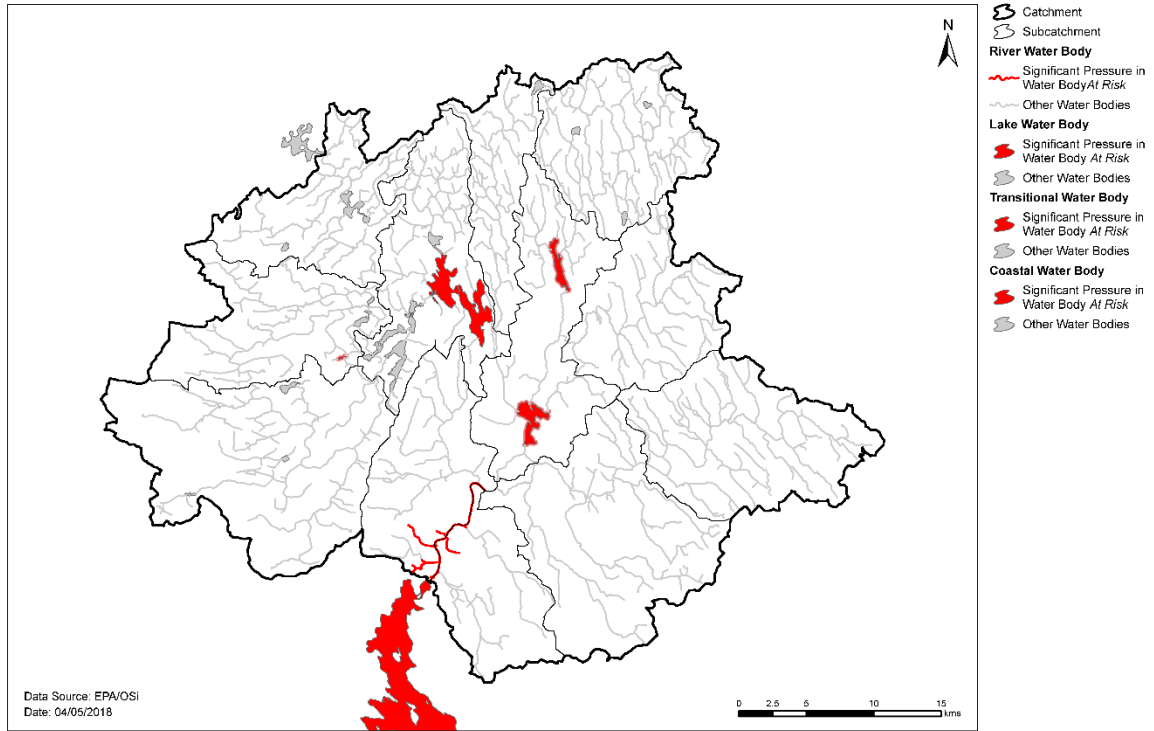 N
Catchment
Subcatchment
River Water Body
Significant Pressure in
Water BodyAt Risk
Other Water Bodies
Lake Water Body
Significant Pressure in
Water Body At Risk
Other Water Bodies
Transitional Water Body
Significant Pressure in
Water Body At Risk
Other Water Bodies
Coastal Water Body
Significant Pressure in
Water Body At Risk
Other Water Bodies
Data Source: EPA/OSi
Date: 04/05/2018
0 2.5 5 10 15
kms